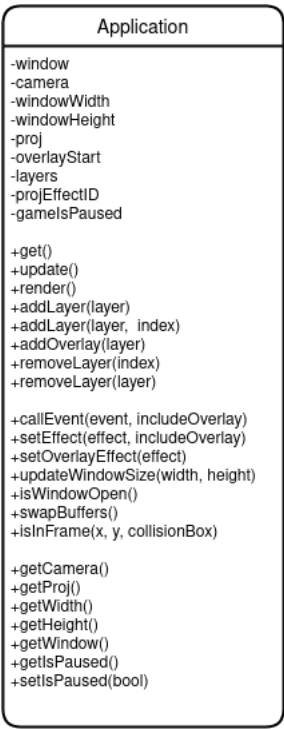 Application
-window
-camera
-windowWidth
-windowHeight
-proj
-overlayStart
-layers
-projEffectID
-gameIsPaused
+get()
+update()
+render()
+addLayer(layer)
+addLayer(layer, index)
+addOverlay(layer)
+removeLayer(index)
+removeLayer(layer)
+callEvent(event, includeOverlay)
+setEffect(effect, includeOverlay)
+setOverlayEffect(effect)
+updateWindowSize(width, height)
+isWindowOpen()
+swapBuffers()
+isInFrame(x, y, collisionBox)
+getCamera()
+getProj()
+getWidth()
+getHeight()
+getWindow()
+getIsPaused()
+setIsPaused(bool)